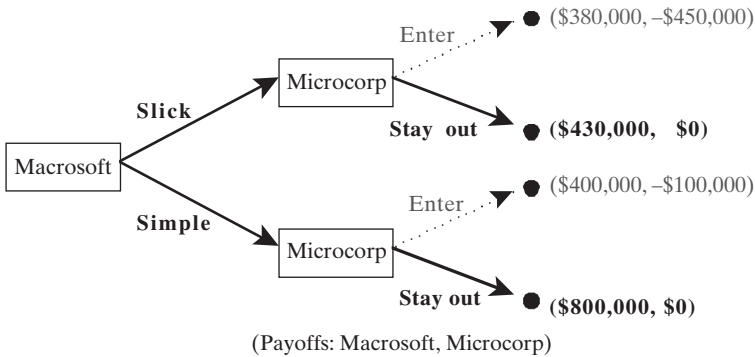 Enter
($380,000, –$450,000)
Microcorp
Slick
Stay out
($430,000, $0)
Macrosoft
Enter
($400,000, –$100,000)
Simple
Microcorp
Stay out
($800,000, $0)
(Payoffs: Macrosoft, Microcorp)